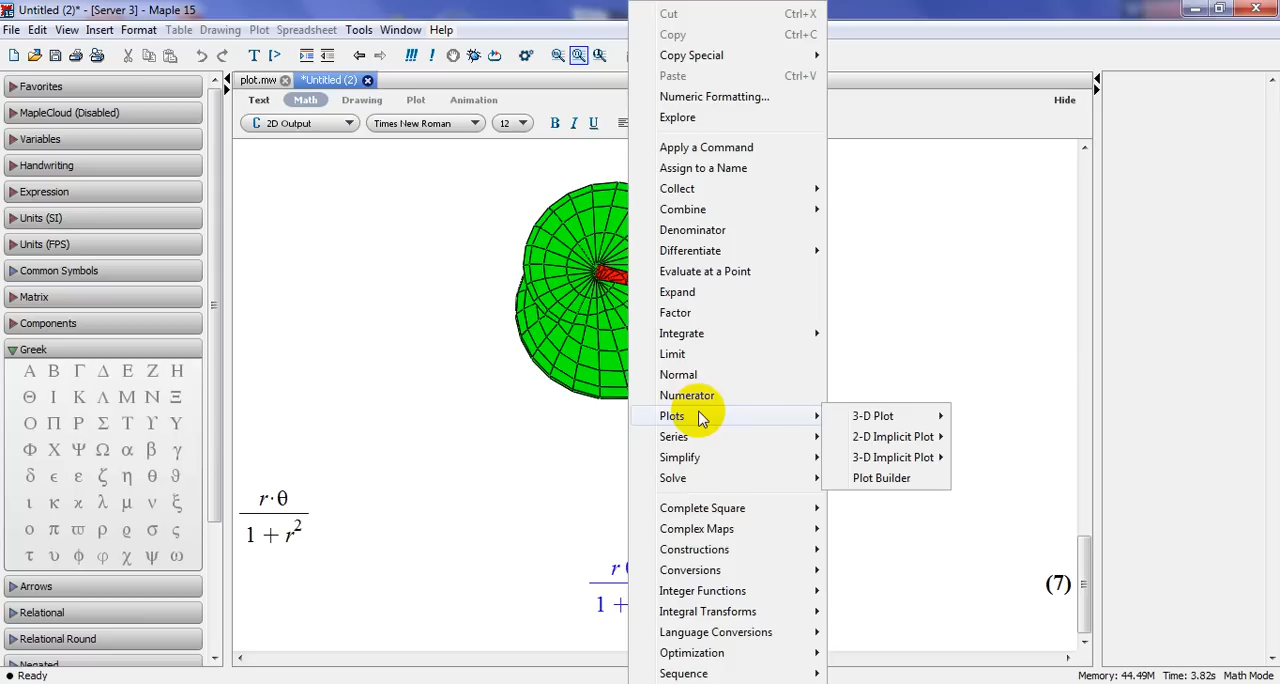 Untitled (2)* - [Server 3] - Maple 15
File Edit View Insert Format Table Drawing Plot Spreadsheet Tools Window Help
plot.mw *Untitled (2)
Text Math Drawing Plot Animation Hide
C 2D Output Times New Roman 12 B I U
Favorites
MapleCloud (Disabled)
Variables
Handwriting
Expression
Units (SI)
Units (FPS)
Common Symbols
Matrix
Components
Greek
Α Β Γ Δ Ε Ζ Η
Θ Ι Κ Λ Μ Ν Ξ
Ο Π Ρ Σ Τ Υ ϒ
Φ Χ Ψ Ω α β γ
δ ϵ ε ζ η θ ϑ
ι κ ϰ λ μ ν ξ
ο π ϖ ρ ϱ σ ς
τ υ ϕ φ χ ψ ω
Arrows
Relational
Relational Round
Negated
r·θ
1 + r²
r
1 +
(7)
Cut Ctrl+X
Copy Ctrl+C
Copy Special
Paste Ctrl+V
Numeric Formatting...
Explore
Apply a Command
Assign to a Name
Collect
Combine
Denominator
Differentiate
Evaluate at a Point
Expand
Factor
Integrate
Limit
Normal
Numerator
Plots
Series
Simplify
Solve
Complete Square
Complex Maps
Constructions
Conversions
Integer Functions
Integral Transforms
Language Conversions
Optimization
Sequence
3-D Plot
2-D Implicit Plot
3-D Implicit Plot
Plot Builder
Ready
Memory: 44.49M Time: 3.82s Math Mode